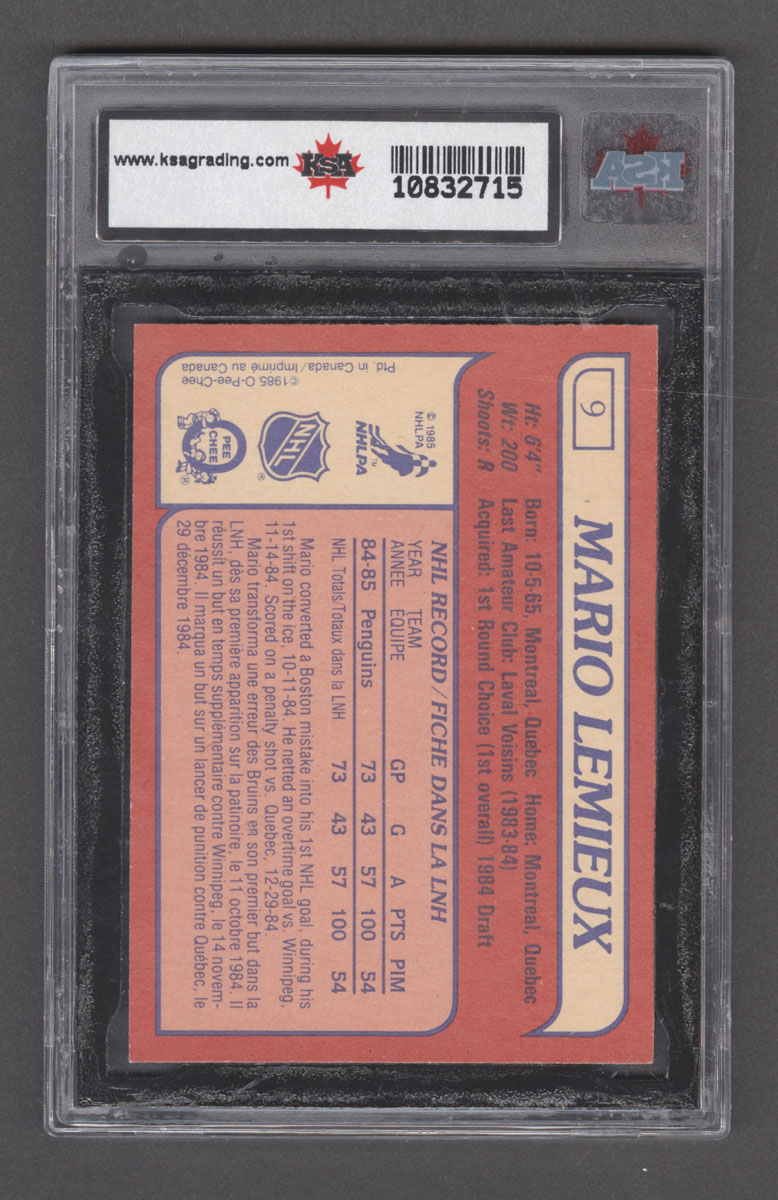 www.ksagrading.com
KSA
10832715
KSA
9
MARIO LEMIEUX
Ht: 6'4" Born: 10-5-65, Montreal, Quebec Home: Montreal, Quebec
Wt: 200 Last Amateur Club: Laval Voisins (1983-84)
Shoots: R Acquired: 1st Round Choice (1st overall) 1984 Draft
© 1985
NHLPA
NHLPA
TM
NHL
®
O
PEE
CHEE
®
©1985 O-Pee-Chee
Ptd. in Canada/Imprimé au Canada
NHL RECORD/FICHE DANS LA LNH
YEAR TEAM GP G A PTS PIM
ANNÉE ÉQUIPE
84-85 Penguins 73 43 57 100 54
NHL Totals/Totaux dans la LNH 73 43 57 100 54
Mario converted a Boston mistake into his 1st NHL goal, during his
1st shift on the ice, 10-11-84. He netted an overtime goal vs. Winnipeg,
11-14-84. Scored on a penalty shot vs. Quebec, 12-29-84.
Mario transforma une erreur des Bruins en son premier but dans la
LNH, dès sa première apparition sur la patinoire, le 11 octobre 1984. Il
réussit un but en temps supplémentaire contre Winnipeg, le 14 novem-
bre 1984. Il marqua un but sur un lancer de punition contre Québec, le
29 décembre 1984.